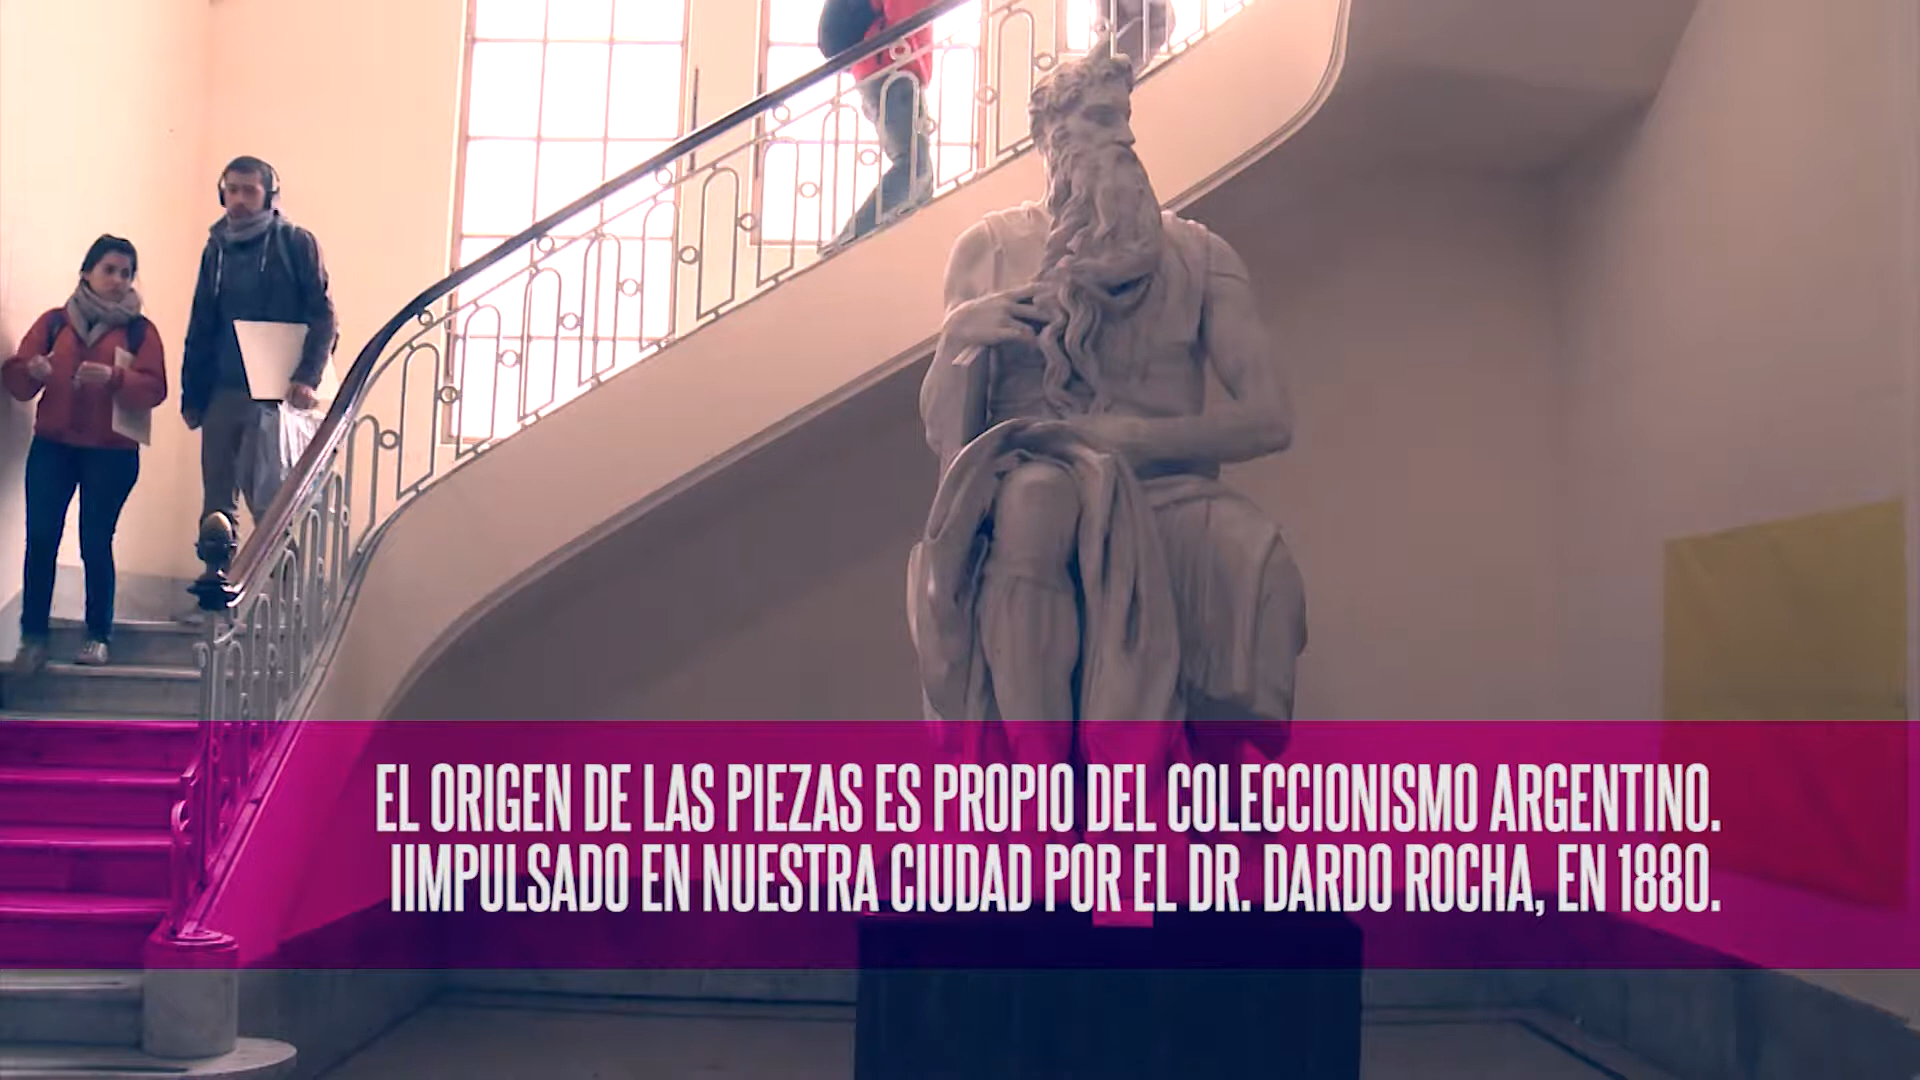 EL ORIGEN DE LAS PIEZAS ES PROPIO DEL COLECCIONISMO ARGENTINO.
IIMPULSADO EN NUESTRA CIUDAD POR EL DR. DARDO ROCHA, EN 1880.